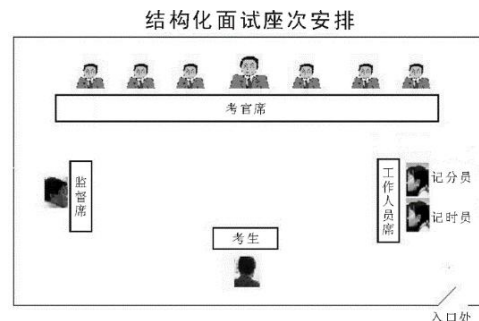 结构化面试座次安排
考官席
监督席
工作人员席
记分员
记时员
考生
入口处